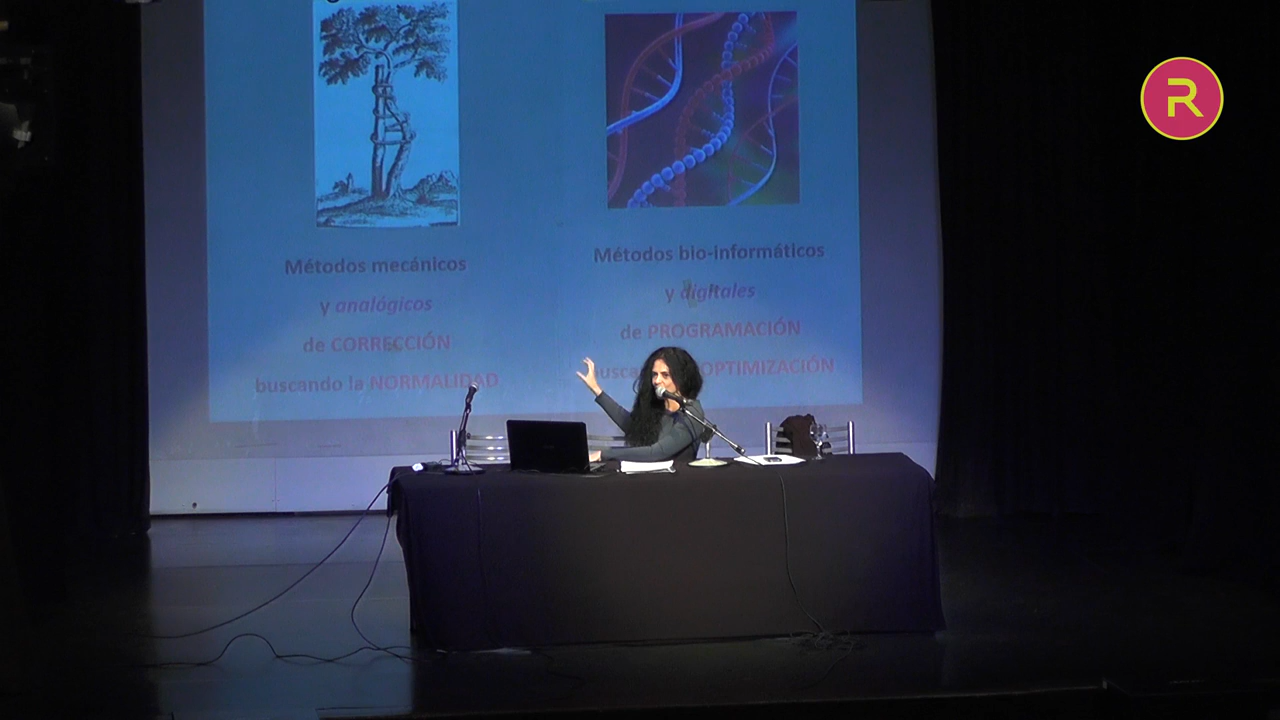 Métodos mecánicos
y analógicos
de CORRECCIÓN
buscando la NORMALIDAD
Métodos bio-informáticos
y digitales
de PROGRAMACIÓN
OPTIMIZACIÓN
R